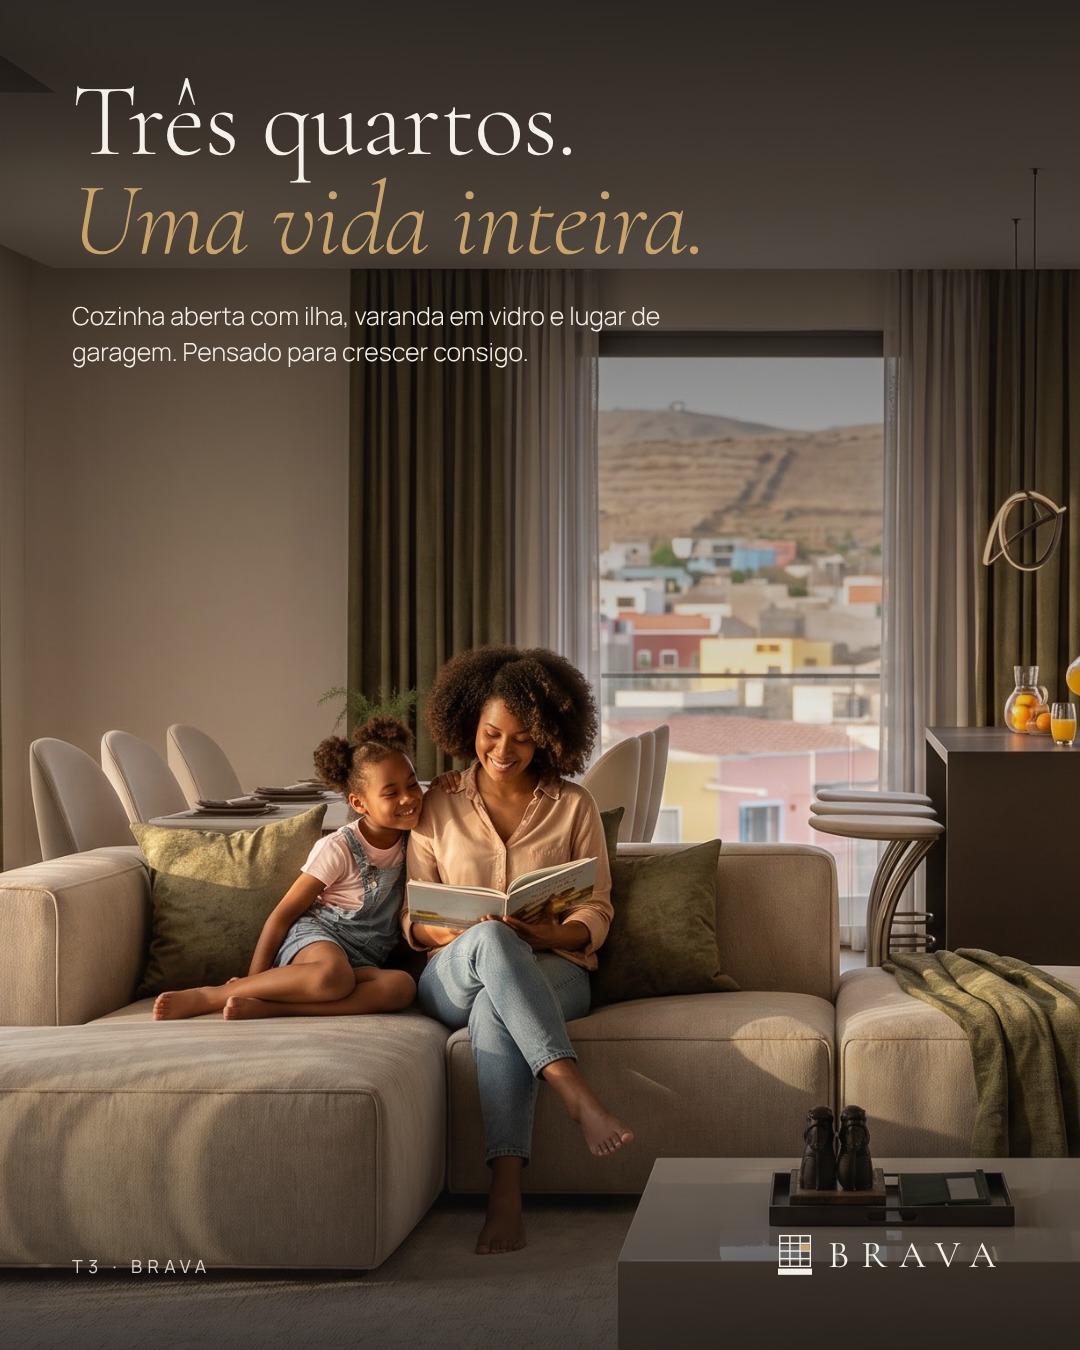 Três quartos.
Uma vida inteira.
Cozinha aberta com ilha, varanda em vidro e lugar de
garagem. Pensado para crescer consigo.
T3 · BRAVA
BRAVA